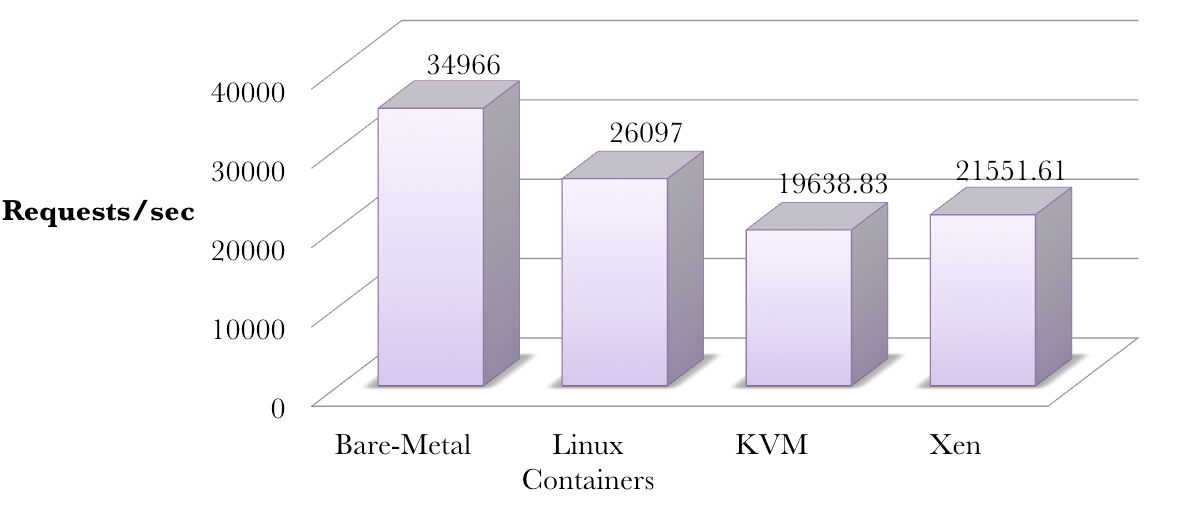 34966
40000
26097
30000
19638.83
21551.61
Requests/sec
20000
10000
0
Bare-Metal
Linux
Containers
KVM
Xen